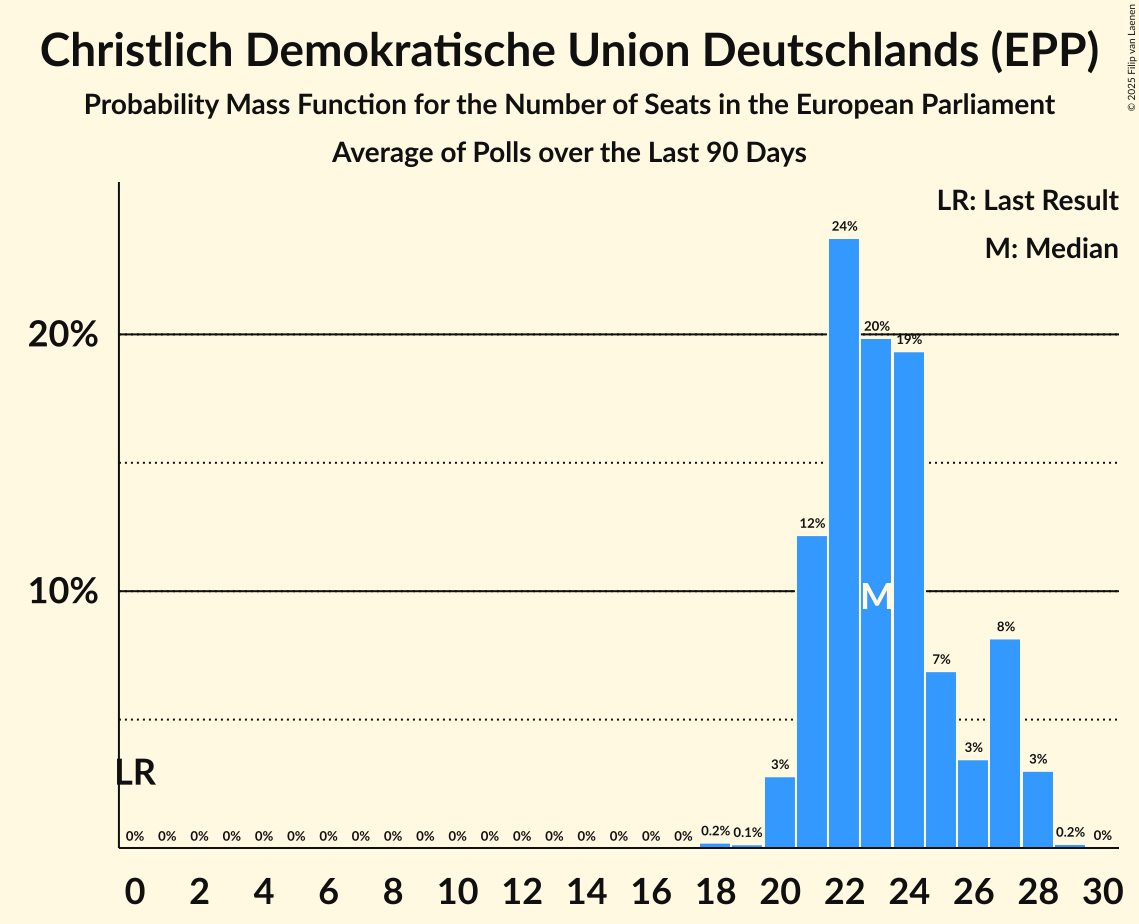 Christlich Demokratische Union Deutschlands (EPP)
Probability Mass Function for the Number of Seats in the European Parliament
Average of Polls over the Last 90 Days
© 2025 Filip van Laenen
LR: Last Result
M: Median
24%
20%
20%
19%
12%
10%
M
8%
7%
3%
3%
3%
LR
0% 0% 0% 0% 0% 0% 0% 0% 0% 0% 0% 0% 0% 0% 0% 0% 0% 0% 0.2% 0.1% 0.2% 0%
0 2 4 6 8 10 12 14 16 18 20 22 24 26 28 30